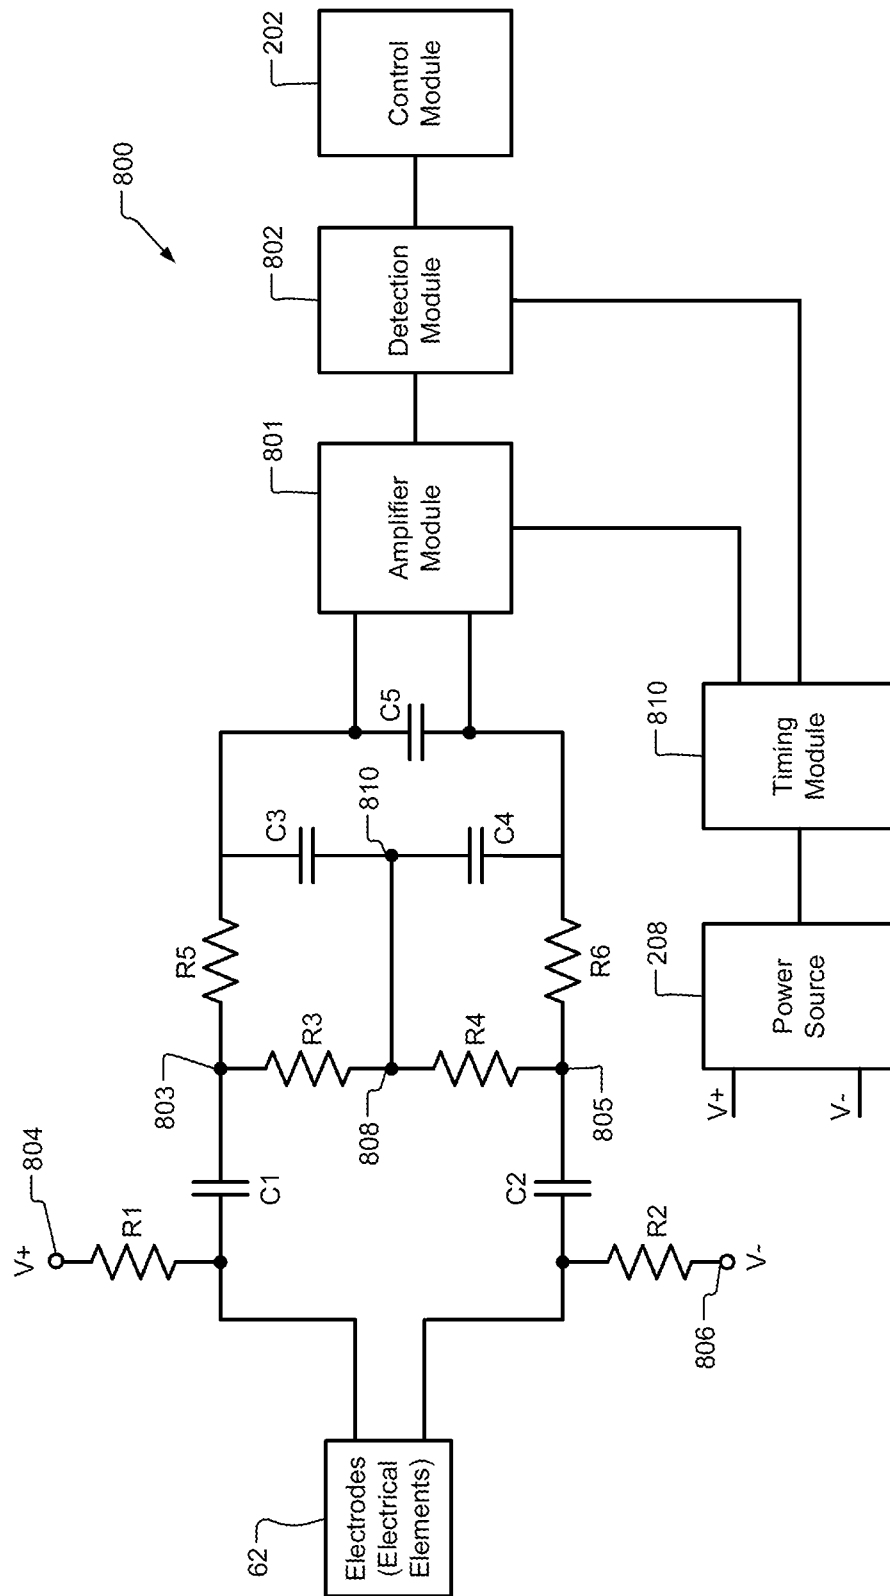 800
V+
804
R1
803
C1
R5
R3
C3
C5
810
801
Amplifier
Module
802
Detection
Module
202
Control
Module
62
Electrodes
(Electrical
Elements)
808
R4
C4
C2
805
R6
R2
806
V-
V+
V-
208
Power
Source
810
Timing
Module